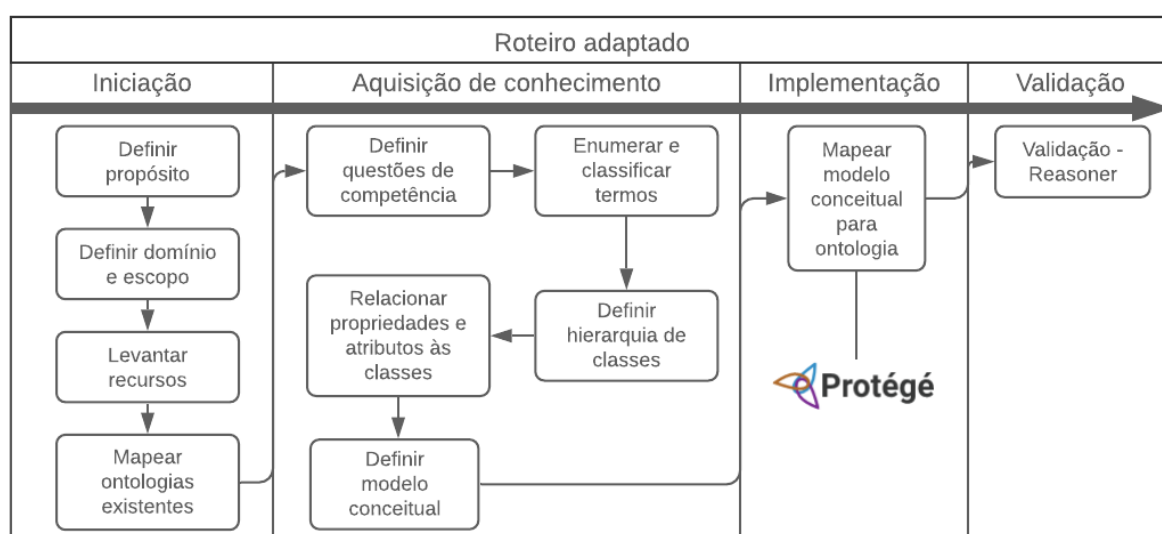 Roteiro adaptado
Iniciação
Aquisição de conhecimento
Implementação
Validação
Definir
propósito
Definir domínio
e escopo
Levantar
recursos
Mapear
ontologias
existentes
Definir
questões de
competência
Enumerar e
classificar
termos
Definir
hierarquia de
classes
Relacionar
propriedades e
atributos às
classes
Definir
modelo
conceitual
Mapear
modelo
conceitual
para
ontologia
Protégé
Validação -
Reasoner